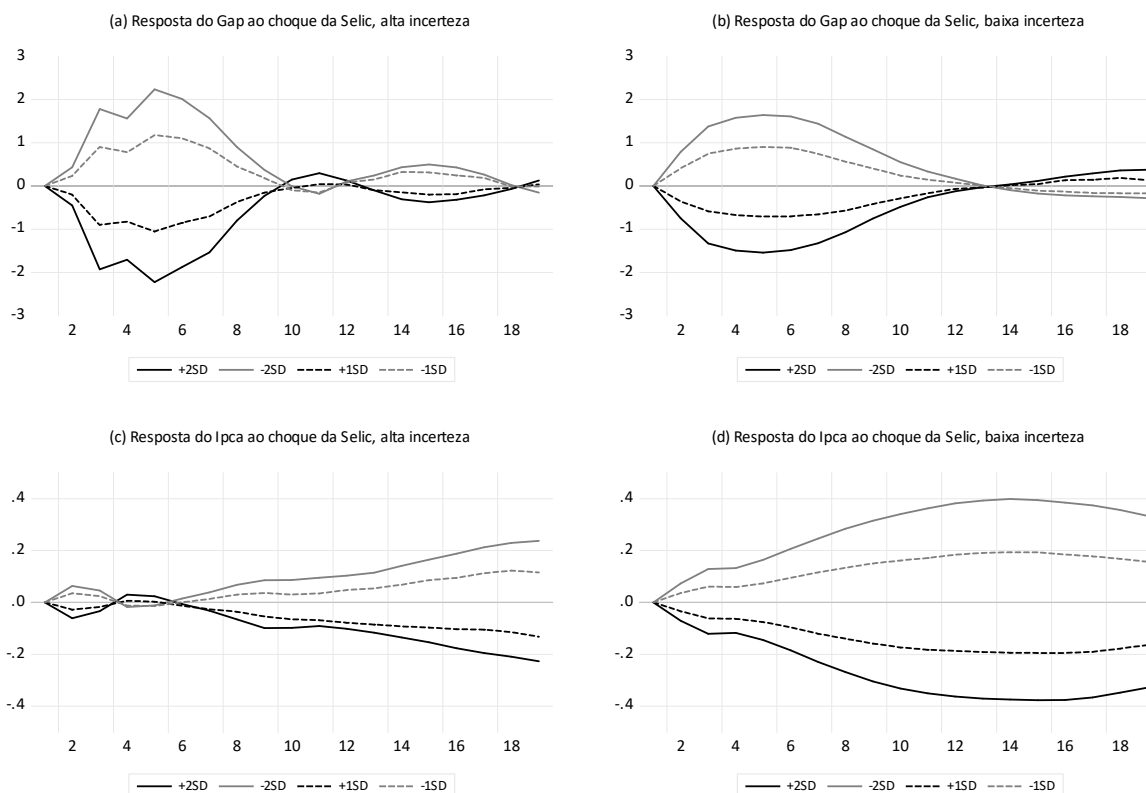 (a) Resposta do Gap ao choque da Selic, alta incerteza
3
2
1
0
-1
-2
-3
2 4 6 8 10 12 14 16 18
+2SD -2SD +1SD -1SD
(b) Resposta do Gap ao choque da Selic, baixa incerteza
3
2
1
0
-1
-2
-3
2 4 6 8 10 12 14 16 18
+2SD -2SD +1SD -1SD
(c) Resposta do Ipca ao choque da Selic, alta incerteza
.4
.2
.0
-.2
-.4
2 4 6 8 10 12 14 16 18
+2SD -2SD +1SD -1SD
(d) Resposta do Ipca ao choque da Selic, baixa incerteza
.4
.2
.0
-.2
-.4
2 4 6 8 10 12 14 16 18
+2SD -2SD +1SD -1SD